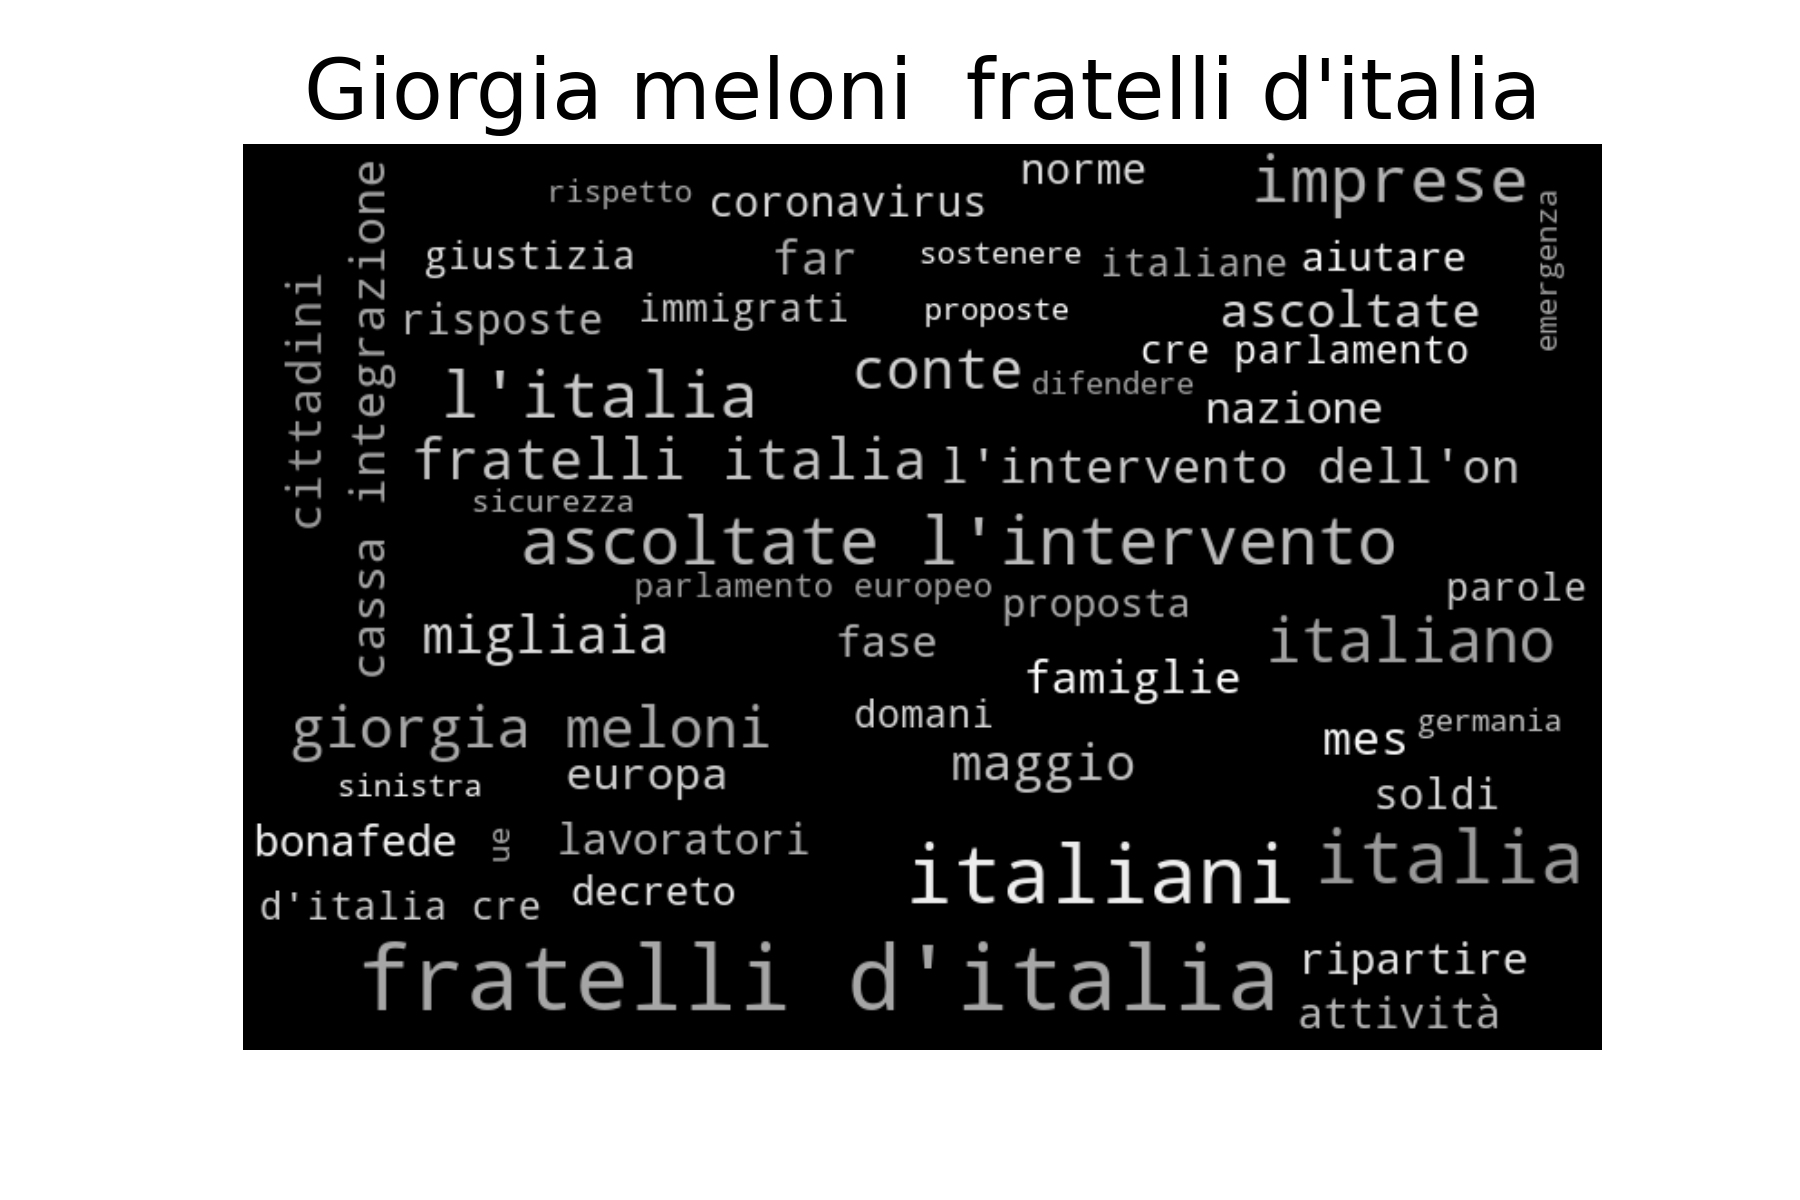 Giorgia meloni  fratelli d'italia
norme
imprese
rispetto
coronavirus
cassa integrazione
emergenza
giustizia
far
sostenere
italiane
aiutare
cittadini
risposte
immigrati
proposte
ascoltate
cre parlamento
conte
difendere
l'italia
nazione
fratelli italia
l'intervento dell'on
sicurezza
ascoltate l'intervento
parlamento europeo
proposta
parole
migliaia
fase
italiano
famiglie
giorgia meloni
domani
mes
germania
sinistra
europa
maggio
soldi
bonafede
ue
lavoratori
italiani
italia
d'italia cre
decreto
fratelli d'italia
ripartire
attività